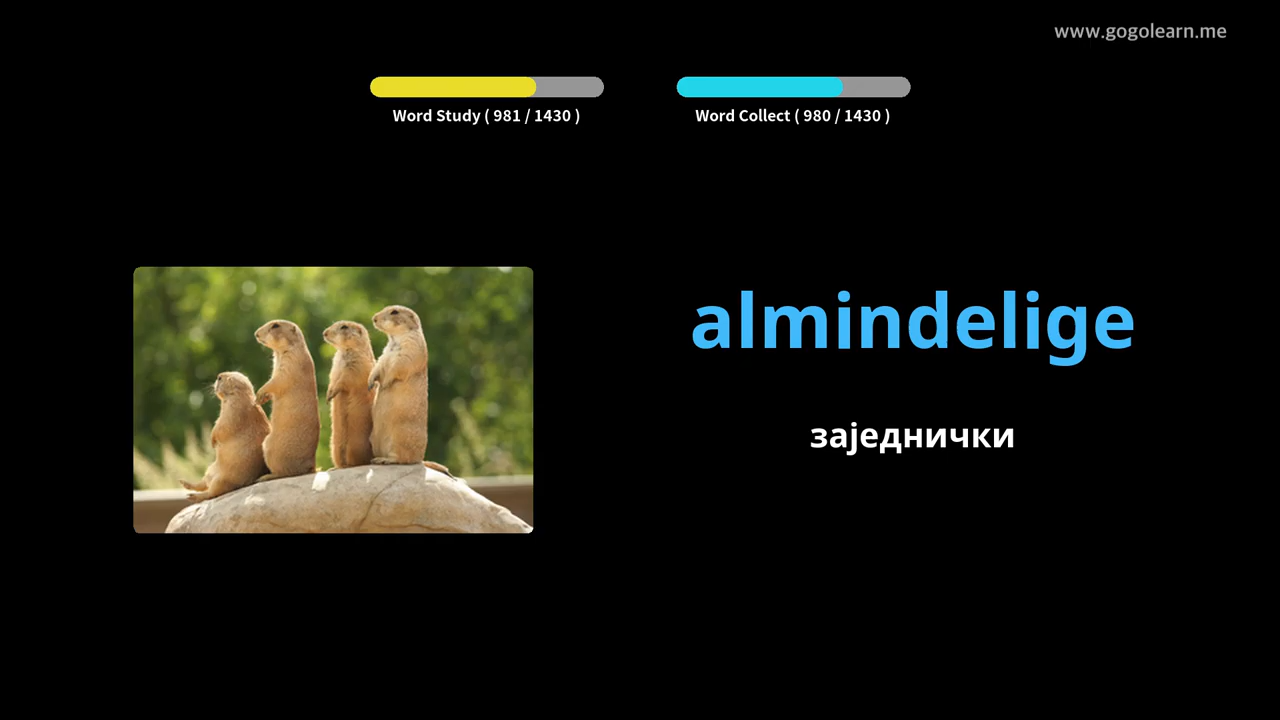 www.gogolearn.me
Word Study ( 981 / 1430 )
Word Collect ( 980 / 1430 )
almindelige
заједнички